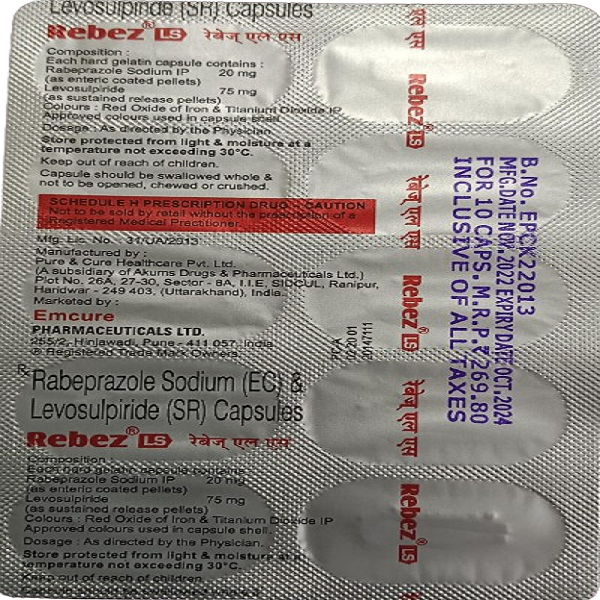 Levosulpiride (SR) Capsules
Rebez® LS रेबेज् एल एस
Composition :
Each hard gelatin capsule contains :
Rabeprazole Sodium IP 20 mg
(as enteric coated pellets)
Levosulpiride 75 mg
(as sustained release pellets)
Colours : Red Oxide of Iron & Titanium Dioxide IP
Approved colours used in capsule shell.
Dosage : As directed by the Physician.
Store protected from light & moisture at a
temperature not exceeding 30°C.
Keep out of reach of children.
Capsule should be swallowed whole &
not to be opened, chewed or crushed.
SCHEDULE H PRESCRIPTION DRUG - CAUTION
Not to be sold by retail without the prescription of a
Registered Medical Practitioner.
Mfg. Lic. No. : 31/UA/2013
Manufactured by :
Pure & Cure Healthcare Pvt. Ltd.
(A subsidiary of Akums Drugs & Pharmaceuticals Ltd.)
Plot No. 26A, 27-30, Sector - 8A, I.I.E, SIDCUL, Ranipur,
Haridwar - 249 403, (Uttarakhand), India.
Marketed by :
Emcure
PHARMACEUTICALS LTD.
255/2, Hinjawadi, Pune - 411 057, India.
® Registered Trade Mark Owners
Rx Rabeprazole Sodium (EC) &
Levosulpiride (SR) Capsules
Rebez® LS रेबेज् एल एस
Composition :
Each hard gelatin capsule contains :
Rabeprazole Sodium IP 20 mg
(as enteric coated pellets)
Levosulpiride 75 mg
(as sustained release pellets)
Colours : Red Oxide of Iron & Titanium Dioxide IP
Approved colours used in capsule shell.
Dosage : As directed by the Physician.
Store protected from light & moisture at a
temperature not exceeding 30°C.
Keep out of reach of children.
एल एस
Rebez® LS
रेबेज् एल एस
Rebez® LS
रेबेज् एल एस
Rebez® LS
B.No. EPCK22013
MFG.DATE NOV.2022 EXPIRY DATE OCT.2024
FOR 10 CAPS. M.R.P.₹269.80
INCLUSIVE OF ALL TAXES